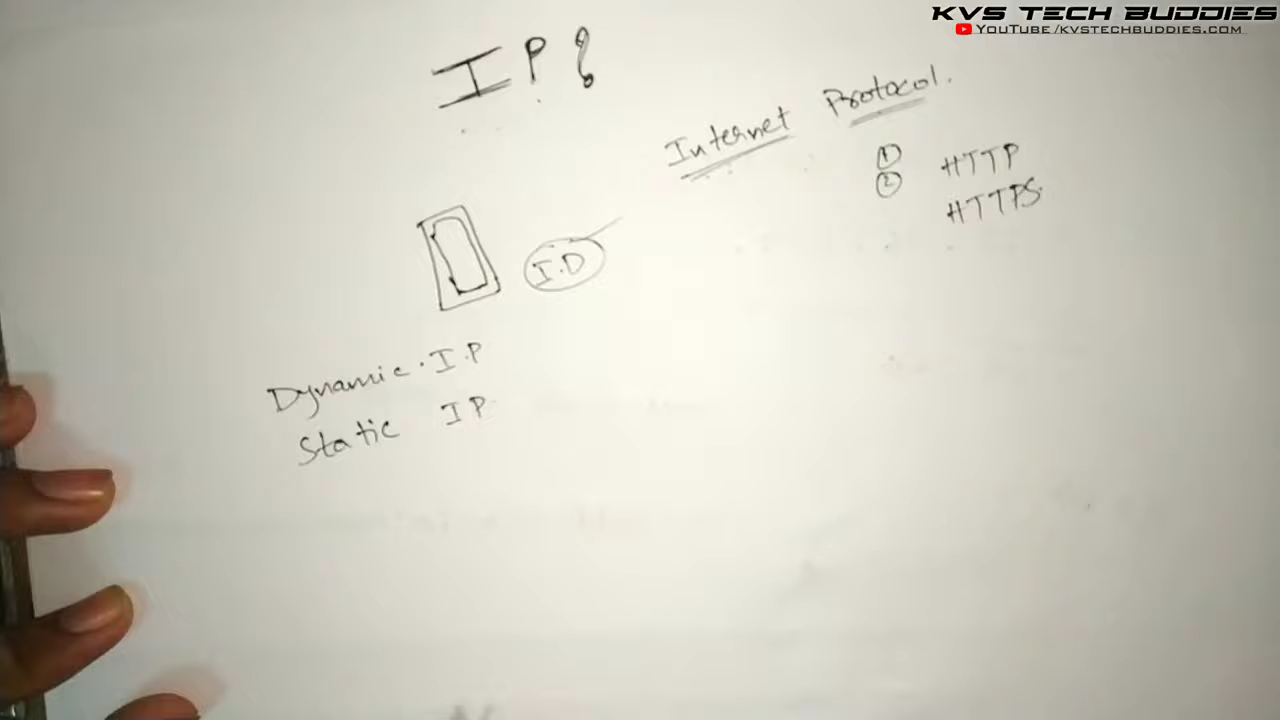 KVS TECH BUDDIES
YOUTUBE/KVSTECHBUDDIES.COM
IP?
Internet Protocol.
① HTTP
② HTTPS.
I.D
Dynamic. I.P
Static IP